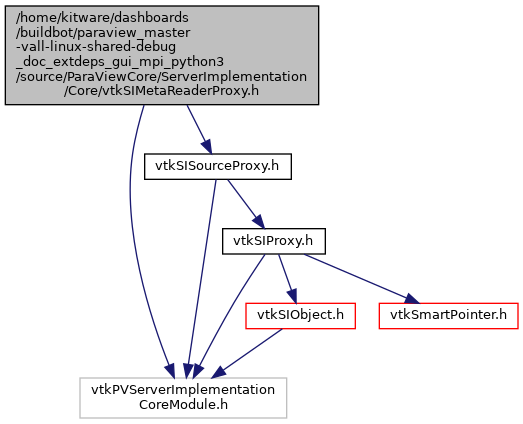 /home/kitware/dashboards
/buildbot/paraview_master
-vall-linux-shared-debug
_doc_extdeps_gui_mpi_python3
/source/ParaViewCore/ServerImplementation
/Core/vtkSIMetaReaderProxy.h
vtkSISourceProxy.h
vtkSIProxy.h
vtkSIObject.h
vtkSmartPointer.h
vtkPVServerImplementation
CoreModule.h